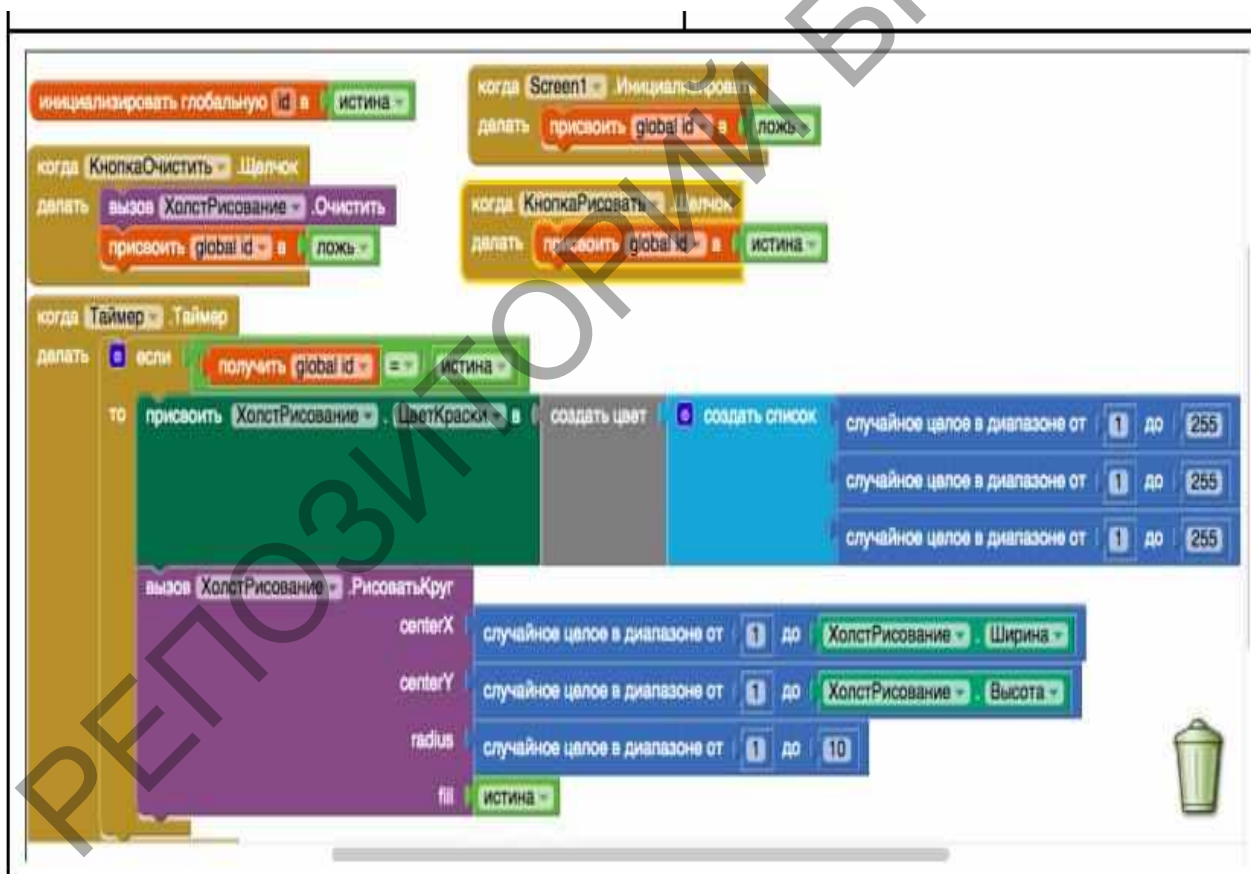 инициализировать глобальную id в истина
когда Screen1 .Инициализировать
делать присвоить global id в ложь
когда КнопкаОчистить .Щелчок
делать вызов ХолстРисование .Очистить
присвоить global id в ложь
когда КнопкаРисовать .Щелчок
делать присвоить global id в истина
когда Таймер .Таймер
делать если получить global id = истина
то присвоить ХолстРисование . ЦветКраски в создать цвет создать список случайное целое в диапазоне от 1 до 255
случайное целое в диапазоне от 1 до 255
случайное целое в диапазоне от 1 до 255
вызов ХолстРисование .РисоватьКруг
centerX случайное целое в диапазоне от 1 до ХолстРисование . Ширина
centerY случайное целое в диапазоне от 1 до ХолстРисование . Высота
radius случайное целое в диапазоне от 1 до 10
fill истина
РЕПОЗИТОРИЙ